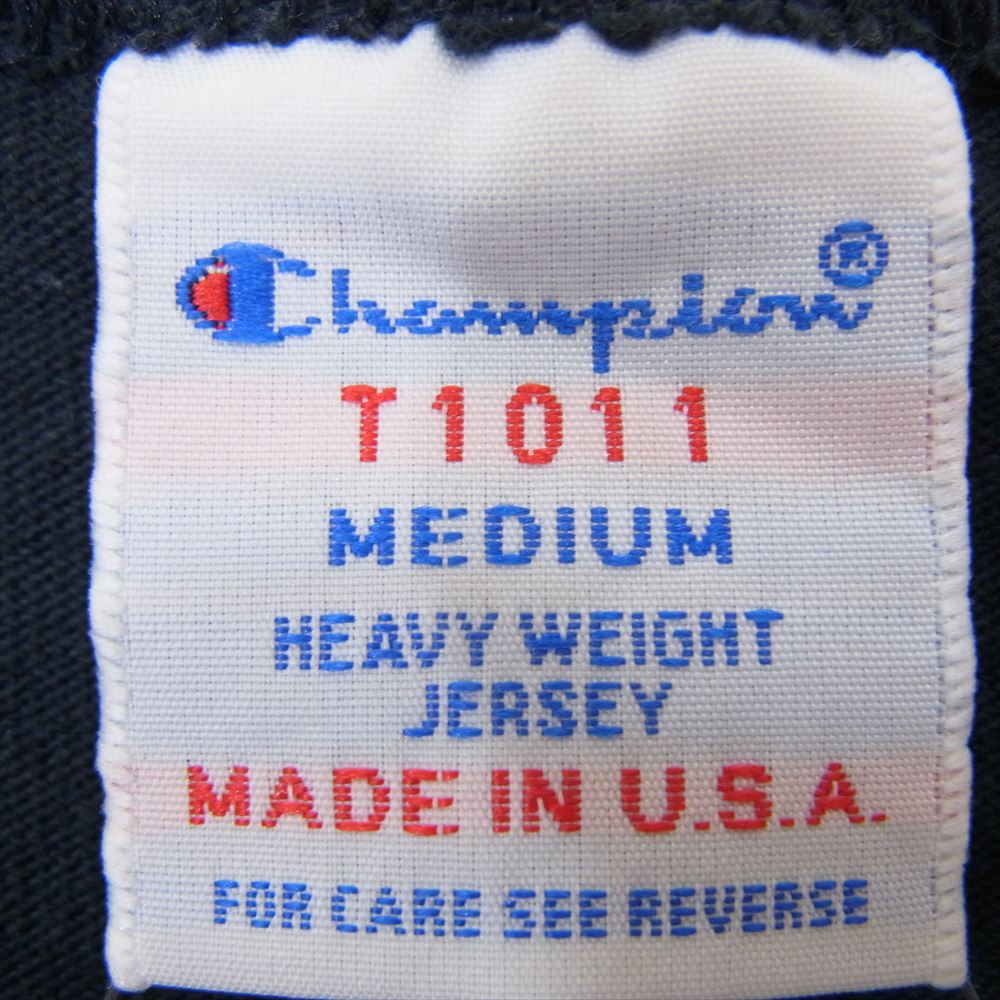 Champion®
T1011
MEDIUM
HEAVY WEIGHT
JERSEY
MADE IN U.S.A.
FOR CARE SEE REVERSE